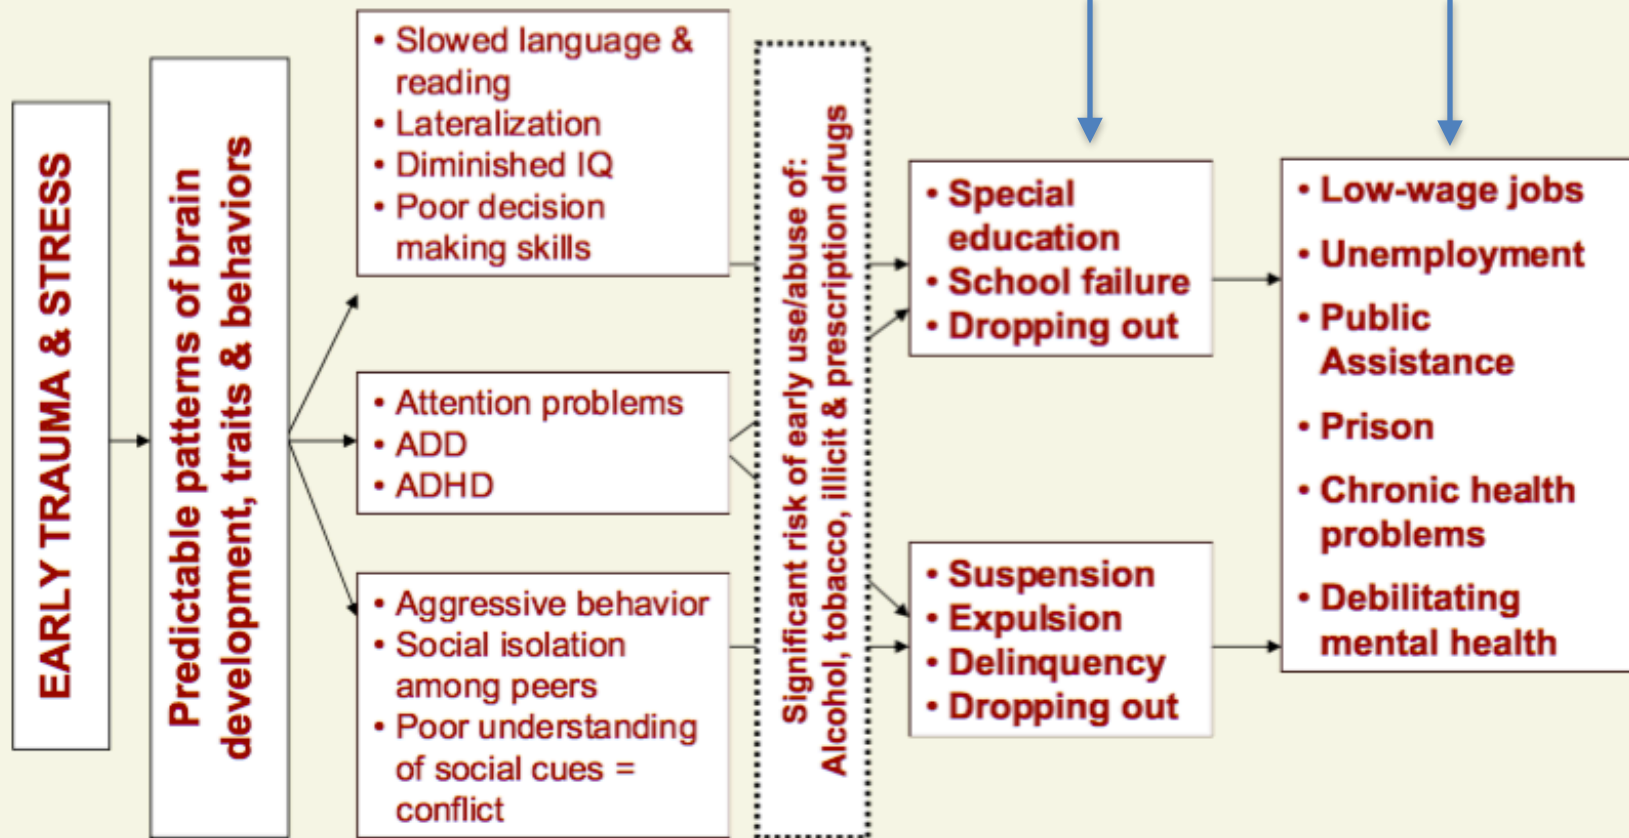 EARLY TRAUMA & STRESS
Predictable patterns of brain
development, traits & behaviors
• Slowed language &
reading
• Lateralization
• Diminished IQ
• Poor decision
making skills
• Attention problems
• ADD
• ADHD
• Aggressive behavior
• Social isolation
among peers
• Poor understanding
of social cues =
conflict
Significant risk of early use/abuse of:
Alcohol, tobacco, illicit & prescription drugs
• Special
education
• School failure
• Dropping out
• Suspension
• Expulsion
• Delinquency
• Dropping out
• Low-wage jobs
• Unemployment
• Public
Assistance
• Prison
• Chronic health
problems
• Debilitating
mental health